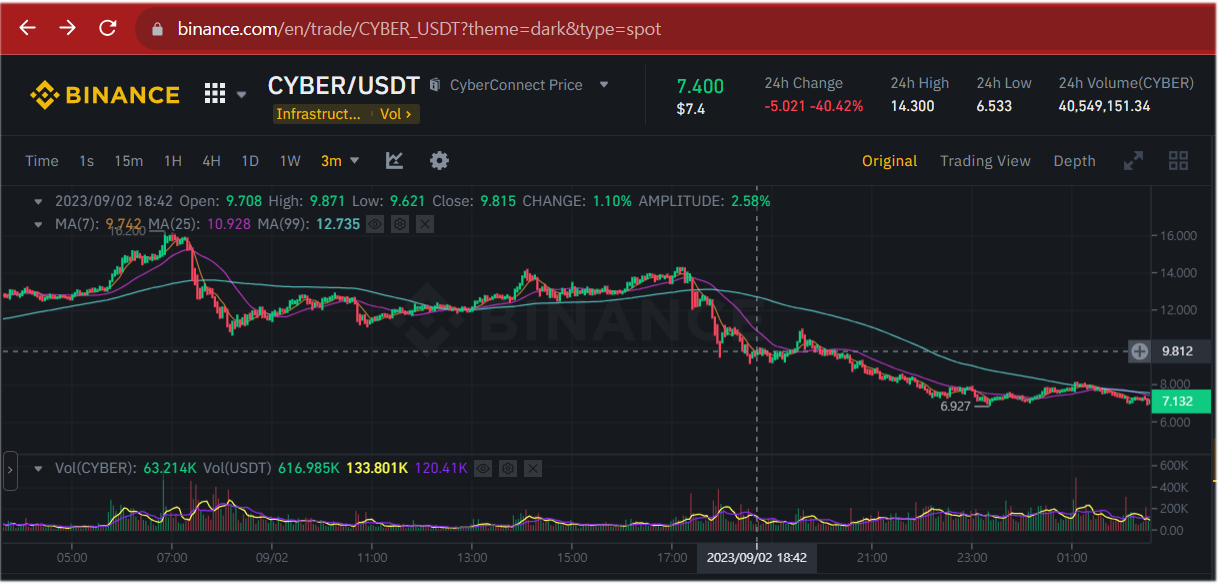 binance.com/en/trade/CYBER_USDT?theme=dark&type=spot
BINANCE
CYBER/USDT
CyberConnect Price
Infrastruct...
Vol ›
7.400
$7.4
24h Change
-5.021 -40.42%
24h High
14.300
24h Low
6.533
24h Volume(CYBER)
40,549,151.34
Time 1s 15m 1H 4H 1D 1W 3m
Original Trading View Depth
2023/09/02 18:42 Open: 9.708 High: 9.871 Low: 9.621 Close: 9.815 CHANGE: 1.10% AMPLITUDE: 2.58%
MA(7): 9.742 MA(25): 10.928 MA(99): 12.735
16.200
16.000
14.000
12.000
BINANCE
9.812
8.000
7.132
6.927
6.000
Vol(CYBER): 63.214K Vol(USDT) 616.985K 133.801K 120.41K
600K
400K
200K
0.00
05:00 07:00 09/02 11:00 13:00 15:00 17:00 2023/09/02 18:42 21:00 23:00 01:00